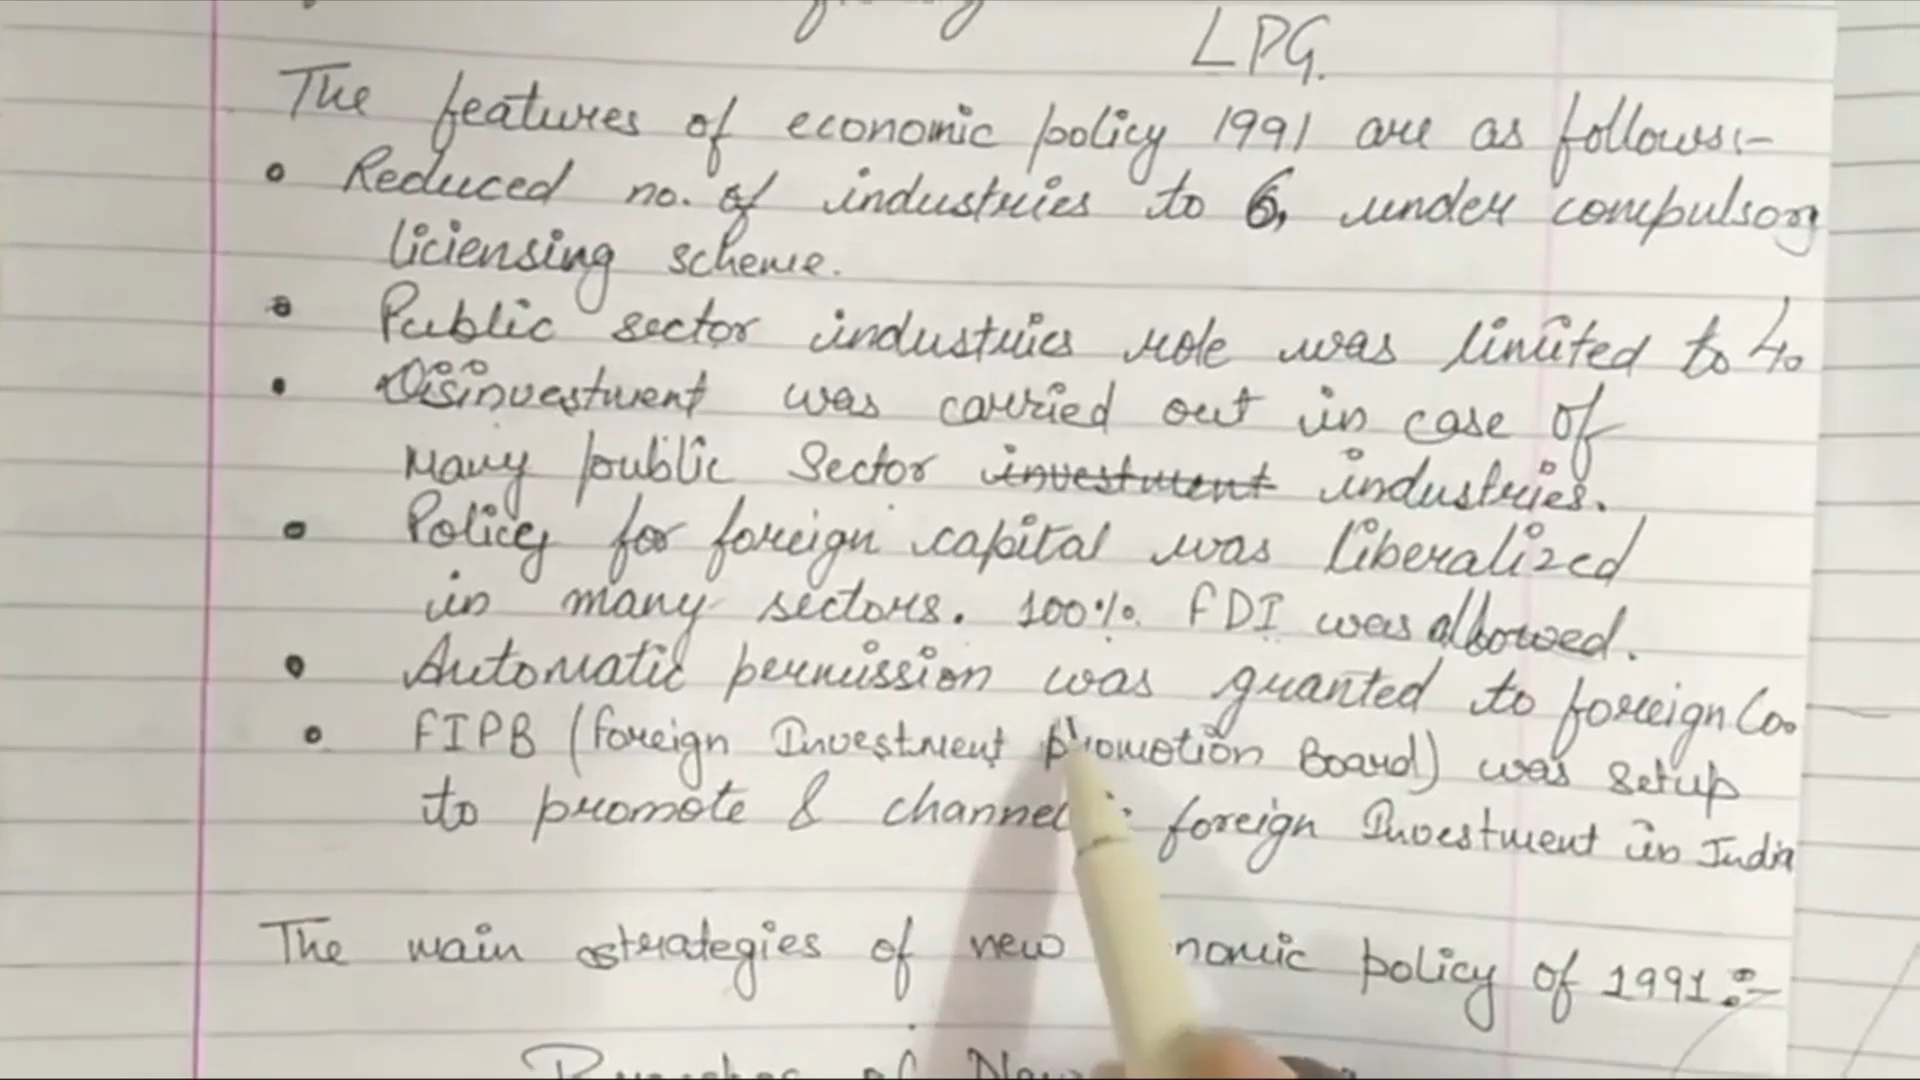 LPG.
The features of economic policy 1991 are as follows:-
• Reduced no. of industries to 6, under compulsory
liciensing scheme.
• Public sector industries role was limited to 4.
• Disinvestment was carried out in case of
many public sector investment industries.
• Policy for foreign capital was liberalized
in many sectors. 100% FDI was allowed.
• Automatic permission was granted to foreign Co.
• FIPB (foreign Investment promotion Board) was setup
to promote & foreign Investment in India
The main strategies of new policy of 1991:-
of